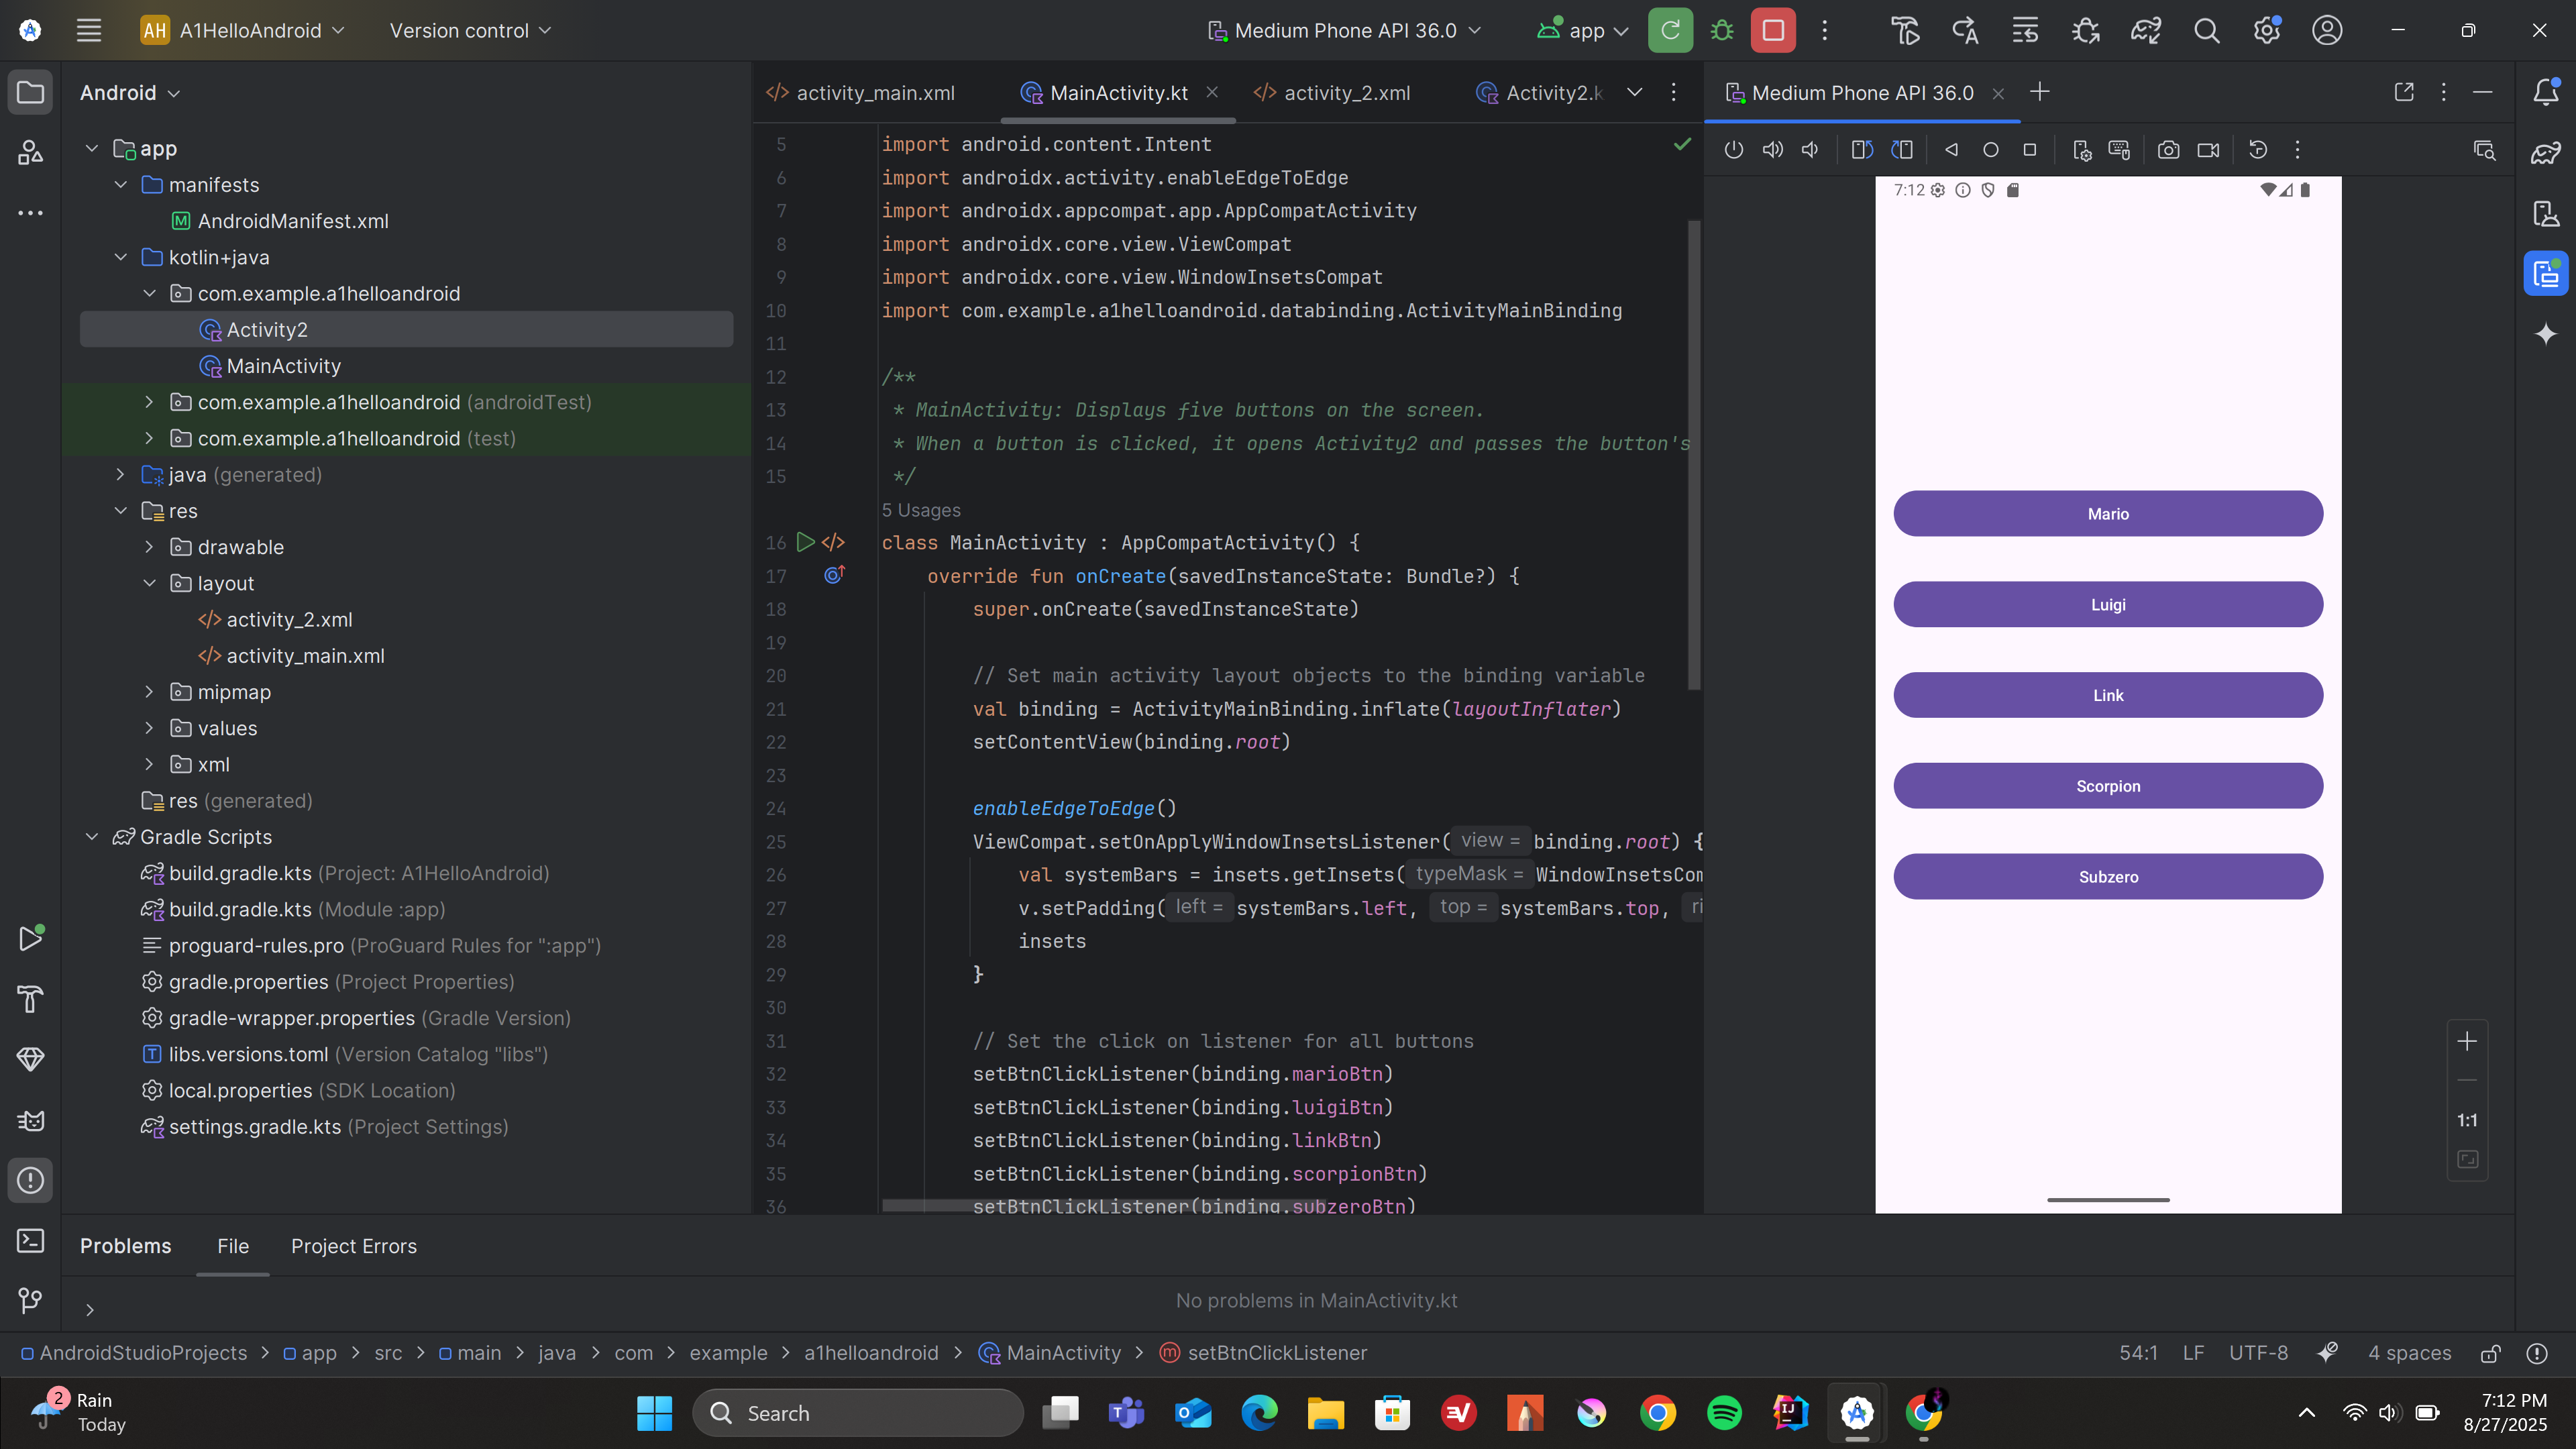 AH A1HelloAndroid Version control Medium Phone API 36.0 app
Android
app
manifests
AndroidManifest.xml
kotlin+java
com.example.a1helloandroid
Activity2
MainActivity
com.example.a1helloandroid (androidTest)
com.example.a1helloandroid (test)
java (generated)
res
drawable
layout
activity_2.xml
activity_main.xml
mipmap
values
xml
res (generated)
Gradle Scripts
build.gradle.kts (Project: A1HelloAndroid)
build.gradle.kts (Module :app)
proguard-rules.pro (ProGuard Rules for ":app")
gradle.properties (Project Properties)
gradle-wrapper.properties (Gradle Version)
libs.versions.toml (Version Catalog "libs")
local.properties (SDK Location)
settings.gradle.kts (Project Settings)
activity_main.xml MainActivity.kt activity_2.xml Activity2.k
5 import android.content.Intent
6 import androidx.activity.enableEdgeToEdge
7 import androidx.appcompat.app.AppCompatActivity
8 import androidx.core.view.ViewCompat
9 import androidx.core.view.WindowInsetsCompat
10 import com.example.a1helloandroid.databinding.ActivityMainBinding
11
12 /**
13 * MainActivity: Displays five buttons on the screen.
14 * When a button is clicked, it opens Activity2 and passes the button's
15 */
5 Usages
16 class MainActivity : AppCompatActivity() {
17 override fun onCreate(savedInstanceState: Bundle?) {
18 super.onCreate(savedInstanceState)
19
20 // Set main activity layout objects to the binding variable
21 val binding = ActivityMainBinding.inflate(layoutInflater)
22 setContentView(binding.root)
23
24 enableEdgeToEdge()
25 ViewCompat.setOnApplyWindowInsetsListener( view = binding.root) {
26 val systemBars = insets.getInsets( typeMask = WindowInsetsCom
27 v.setPadding( left = systemBars.left, top = systemBars.top, ri
28 insets
29 }
30
31 // Set the click on listener for all buttons
32 setBtnClickListener(binding.marioBtn)
33 setBtnClickListener(binding.luigiBtn)
34 setBtnClickListener(binding.linkBtn)
35 setBtnClickListener(binding.scorpionBtn)
36 setBtnClickListener(binding.subzeroBtn)
Medium Phone API 36.0
7:12
Mario
Luigi
Link
Scorpion
Subzero
1:1
Problems File Project Errors
No problems in MainActivity.kt
AndroidStudioProjects > app > src > main > java > com > example > a1helloandroid > MainActivity > setBtnClickListener 54:1 LF UTF-8 4 spaces
2 Rain
Today
Search
7:12 PM
8/27/2025